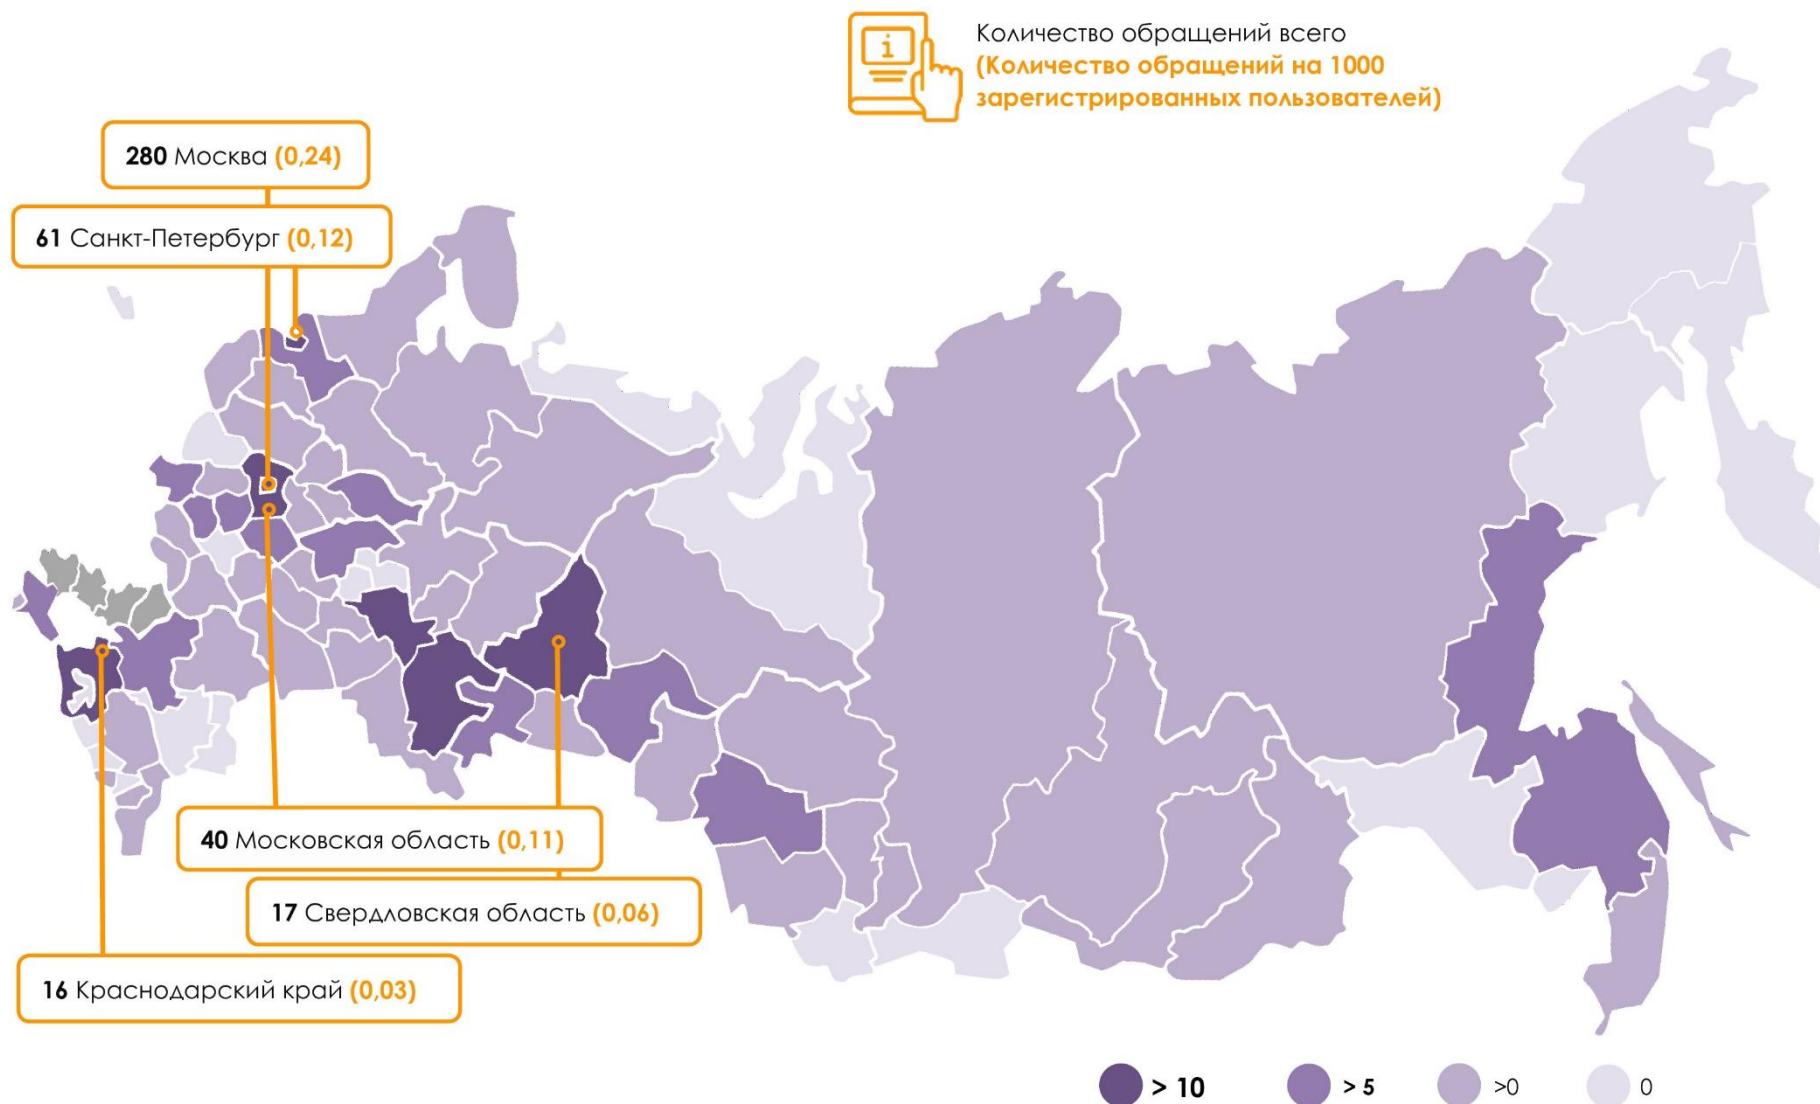 i
Количество обращений всего
(Количество обращений на 1000
зарегистрированных пользователей)
280 Москва (0,24)
61 Санкт-Петербург (0,12)
40 Московская область (0,11)
17 Свердловская область (0,06)
16 Краснодарский край (0,03)
> 10 > 5 >0 0